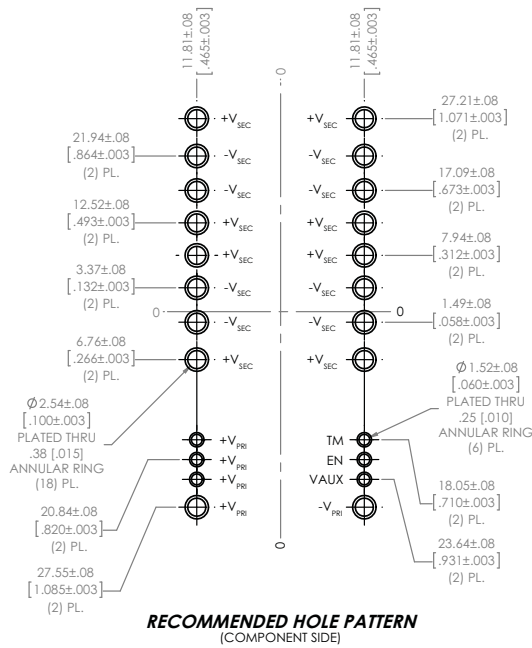 11.81±.08
[.465±.003]
11.81±.08
[.465±.003]
0
+VSEC
+VSEC
27.21±.08
[1.071±.003]
(2) PL.
21.94±.08
[.864±.003]
(2) PL.
-VSEC
-VSEC
-VSEC
-VSEC
17.09±.08
[.673±.003]
(2) PL.
12.52±.08
[.493±.003]
(2) PL.
+VSEC
+VSEC
+VSEC
+VSEC
7.94±.08
[.312±.003]
(2) PL.
3.37±.08
[.132±.003]
(2) PL.
-VSEC
-VSEC
0
0
-VSEC
-VSEC
1.49±.08
[.058±.003]
(2) PL.
6.76±.08
[.266±.003]
(2) PL.
+VSEC
+VSEC
Ø2.54±.08
[.100±.003]
PLATED THRU
.38 [.015]
ANNULAR RING
(18) PL.
Ø1.52±.08
[.060±.003]
PLATED THRU
.25 [.010]
ANNULAR RING
(6) PL.
+VPRI
TM
+VPRI
EN
+VPRI
VAUX
+VPRI
-VPRI
20.84±.08
[.820±.003]
(2) PL.
18.05±.08
[.710±.003]
(2) PL.
27.55±.08
[1.085±.003]
(2) PL.
23.64±.08
[.931±.003]
(2) PL.
0
RECOMMENDED HOLE PATTERN
(COMPONENT SIDE)